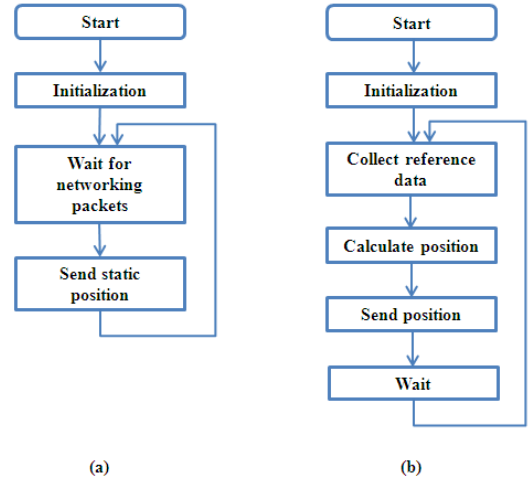 Start
Initialization
Wait for
networking
packets
Send static
position
(a)
Start
Initialization
Collect reference
data
Calculate position
Send position
Wait
(b)